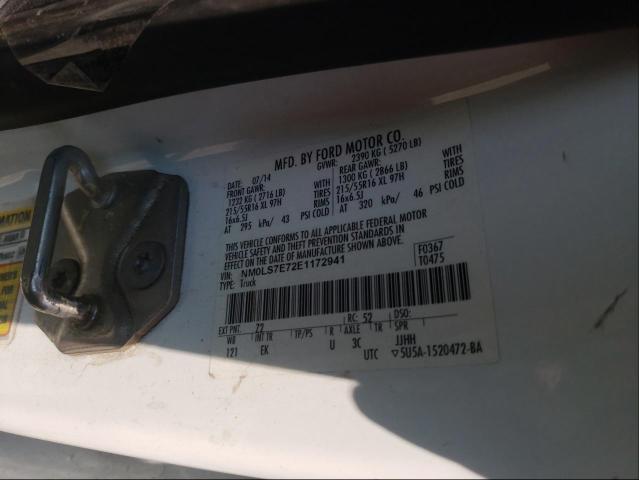 MFD. BY FORD MOTOR CO.
DATE: 07/14 GVWR: 2390 KG ( 5270 LB)
FRONT GAWR: REAR GAWR:
1232 KG ( 2716 LB) WITH 1300 KG ( 2866 LB) WITH
215/55R16 XL 97H TIRES 215/55R16 XL 97H TIRES
16x6.5J RIMS 16x6.5J RIMS
AT 295 kPa/ 43 PSI COLD AT 320 kPa/ 46 PSI COLD
THIS VEHICLE CONFORMS TO ALL APPLICABLE FEDERAL MOTOR
VEHICLE SAFETY AND THEFT PREVENTION STANDARDS IN
EFFECT ON THE DATE OF MANUFACTURE SHOWN ABOVE.
VIN: NM0LS7E72E1172941 F0367
TYPE: Truck T0475
EXT PNT: Z2 RC: 52 DSO:
WB INT TR TP/PS R AXLE TR SPR
121 EK U 3C JJHH
UTC ▽5U5A-1520472-BA
MATION